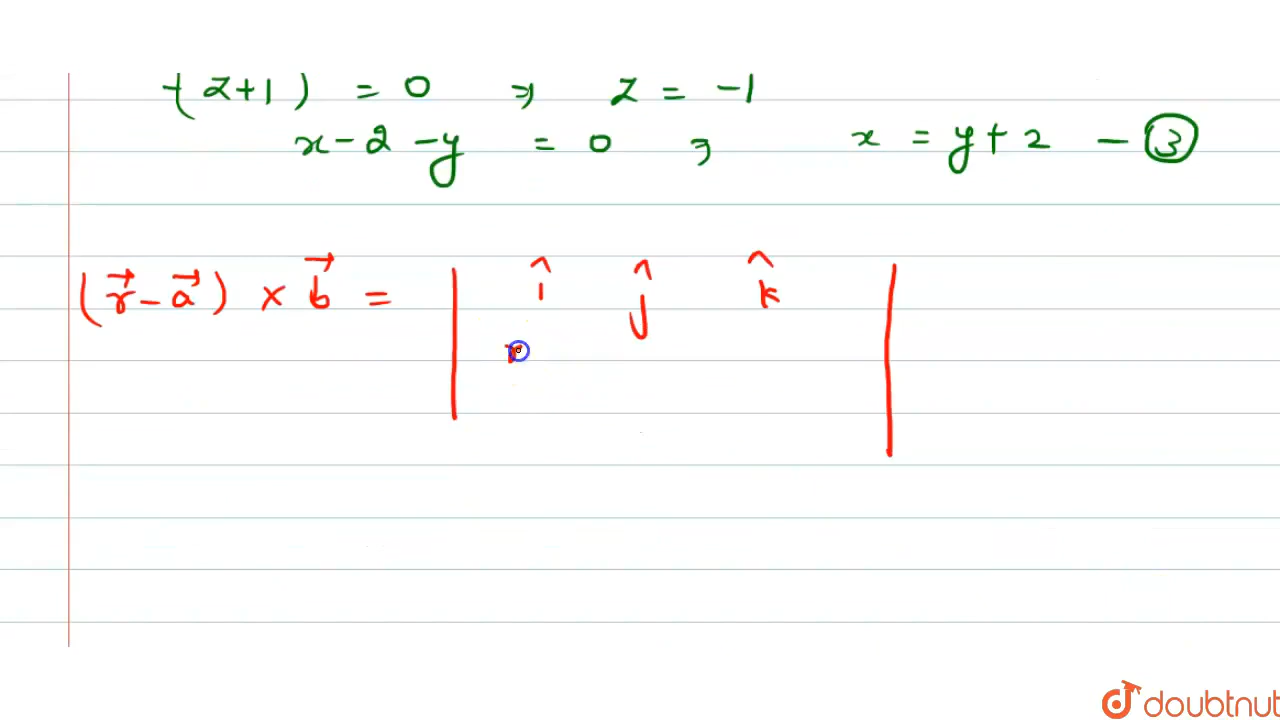 -(z+1) = 0 ⇒ z = -1
x - 2 - y = 0 , x = y + 2 - ③
(r⃗ - a⃗) × b⃗ = | î ĵ k̂ |
doubtnut